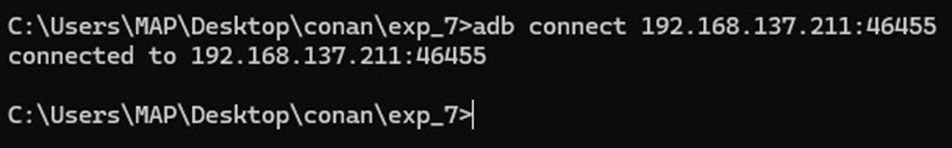 C:\Users\MAP\Desktop\conan\exp_7>adb connect 192.168.137.211:46455
connected to 192.168.137.211:46455
C:\Users\MAP\Desktop\conan\exp_7>